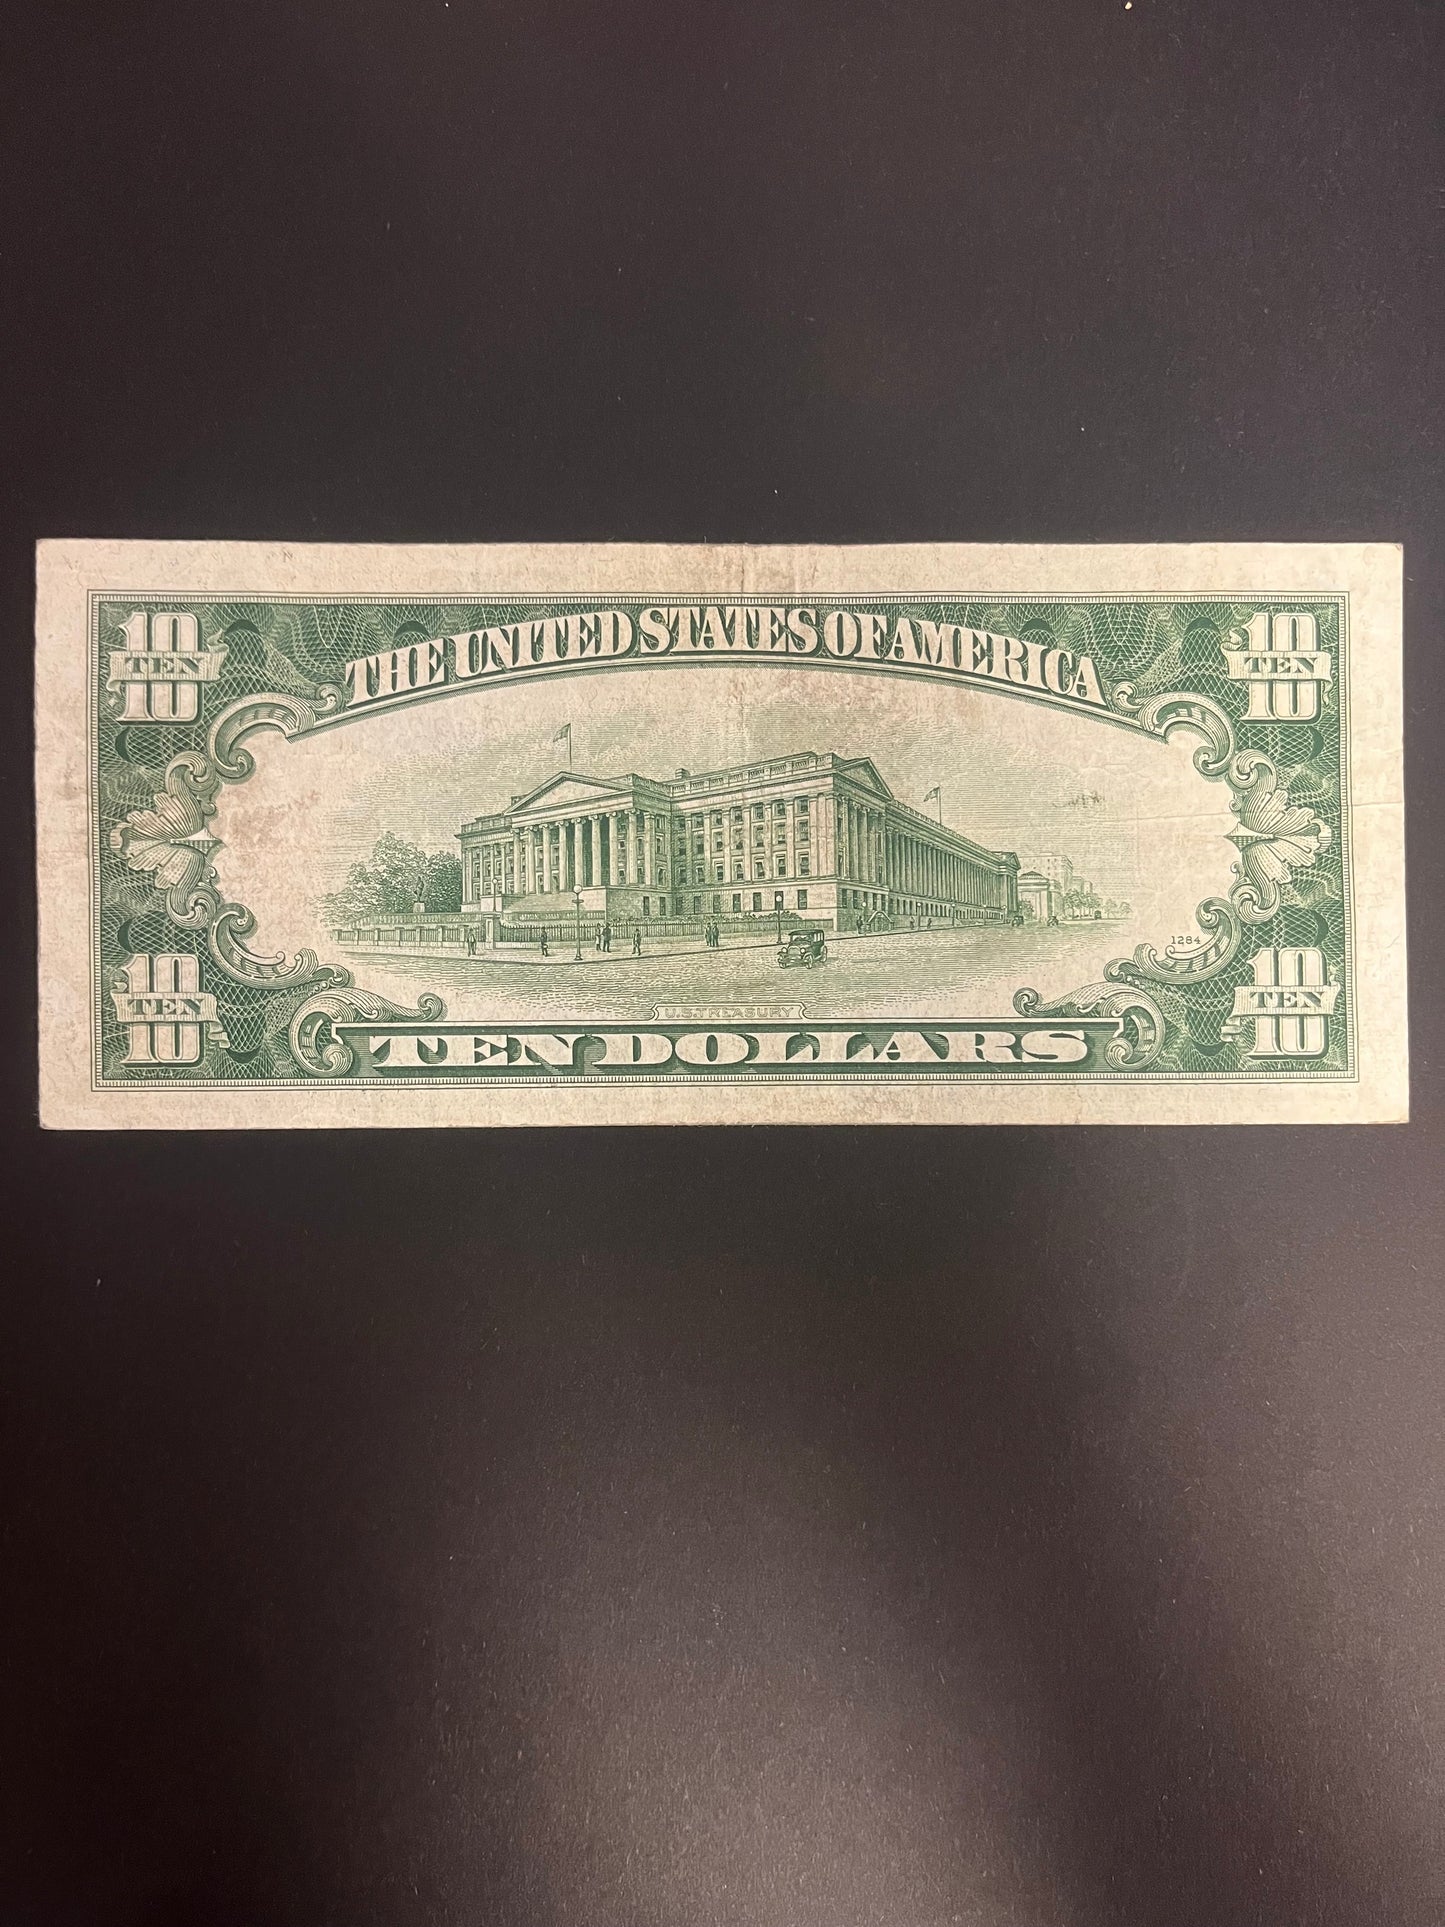 10 TEN 10
THE UNITED STATES OF AMERICA
10 TEN 10
1284
10 TEN 10
U.S. TREASURY
TEN DOLLARS
10 TEN 10